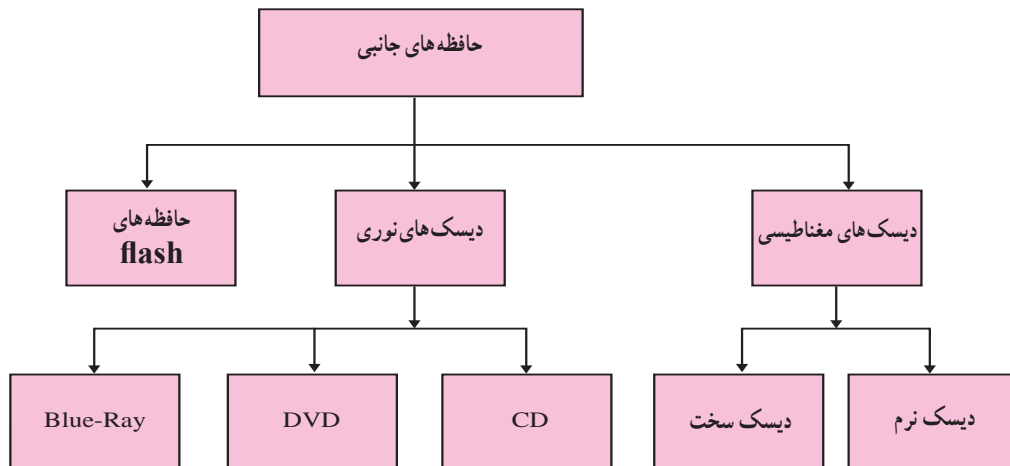 حافظه‌های جانبی
دیسک‌های مغناطیسی
دیسک‌های نوری
حافظه‌های
flash
دیسک نرم
دیسک سخت
CD
DVD
Blue-Ray